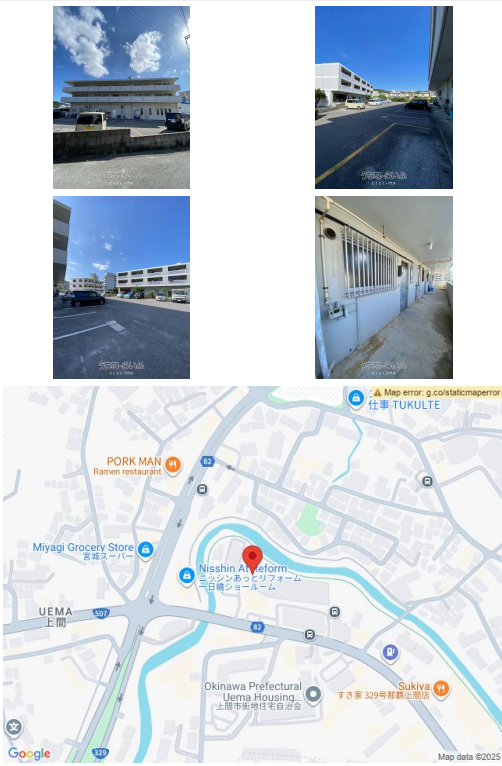 Map error: g.co/staticmaperror
仕事 TUKULTE
PORK MAN
Ramen restaurant
82
Miyagi Grocery Store
宮城スーパー
ニッシンあっとリフォーム
一日橋ショールーム
UEMA
上間
507
82
Okinawa Prefectural
Uema Housing...
上間市街地住宅自治会
Sukiya
すき家 329号那覇上間店
329
Google
Map data ©2025